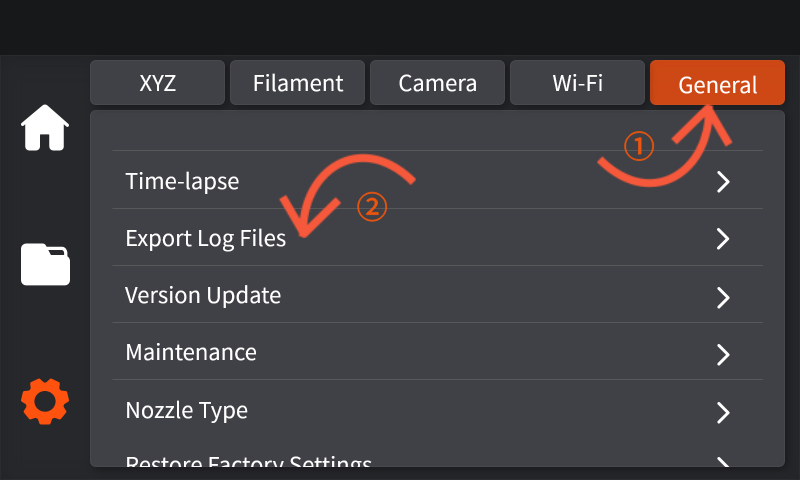 XYZ
Filament
Camera
Wi-Fi
General
①
Time-lapse
②
Export Log Files
Version Update
Maintenance
Nozzle Type
Restore Factory Settings